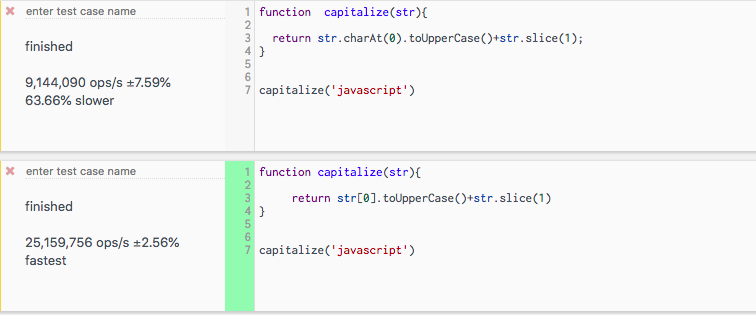 enter test case name
finished
9,144,090 ops/s ±7.59%
63.66% slower
1 function  capitalize(str){
2
3   return str.charAt(0).toUpperCase()+str.slice(1);
4 }
5
6
7 capitalize('javascript')
enter test case name
finished
25,159,756 ops/s ±2.56%
fastest
1 function capitalize(str){
2
3      return str[0].toUpperCase()+str.slice(1)
4 }
5
6
7 capitalize('javascript')